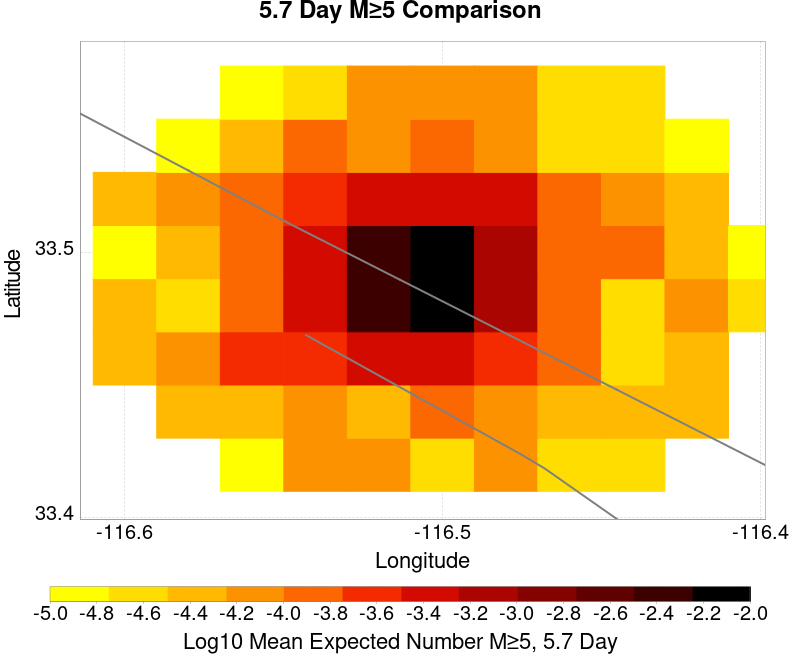 5.7 Day M≥5 Comparison
Latitude
33.5
33.4
-116.6 -116.5 -116.4
Longitude
-5.0 -4.8 -4.6 -4.4 -4.2 -4.0 -3.8 -3.6 -3.4 -3.2 -3.0 -2.8 -2.6 -2.4 -2.2 -2.0
Log10 Mean Expected Number M≥5, 5.7 Day